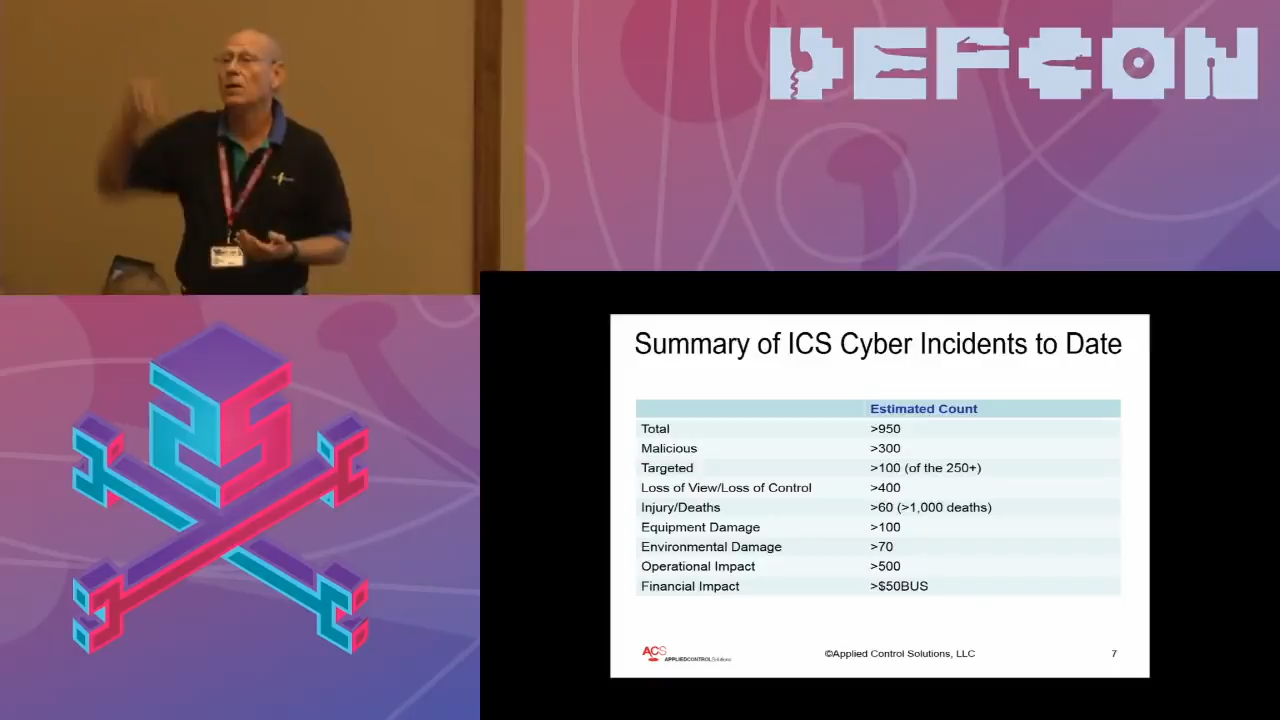 DEFCON
Summary of ICS Cyber Incidents to Date
Estimated Count
Total >950
Malicious >300
Targeted >100 (of the 250+)
Loss of View/Loss of Control >400
Injury/Deaths >60 (>1,000 deaths)
Equipment Damage >100
Environmental Damage >70
Operational Impact >500
Financial Impact >$50BUS
ACS APPLIEDCONTROLSolutions ©Applied Control Solutions, LLC 7